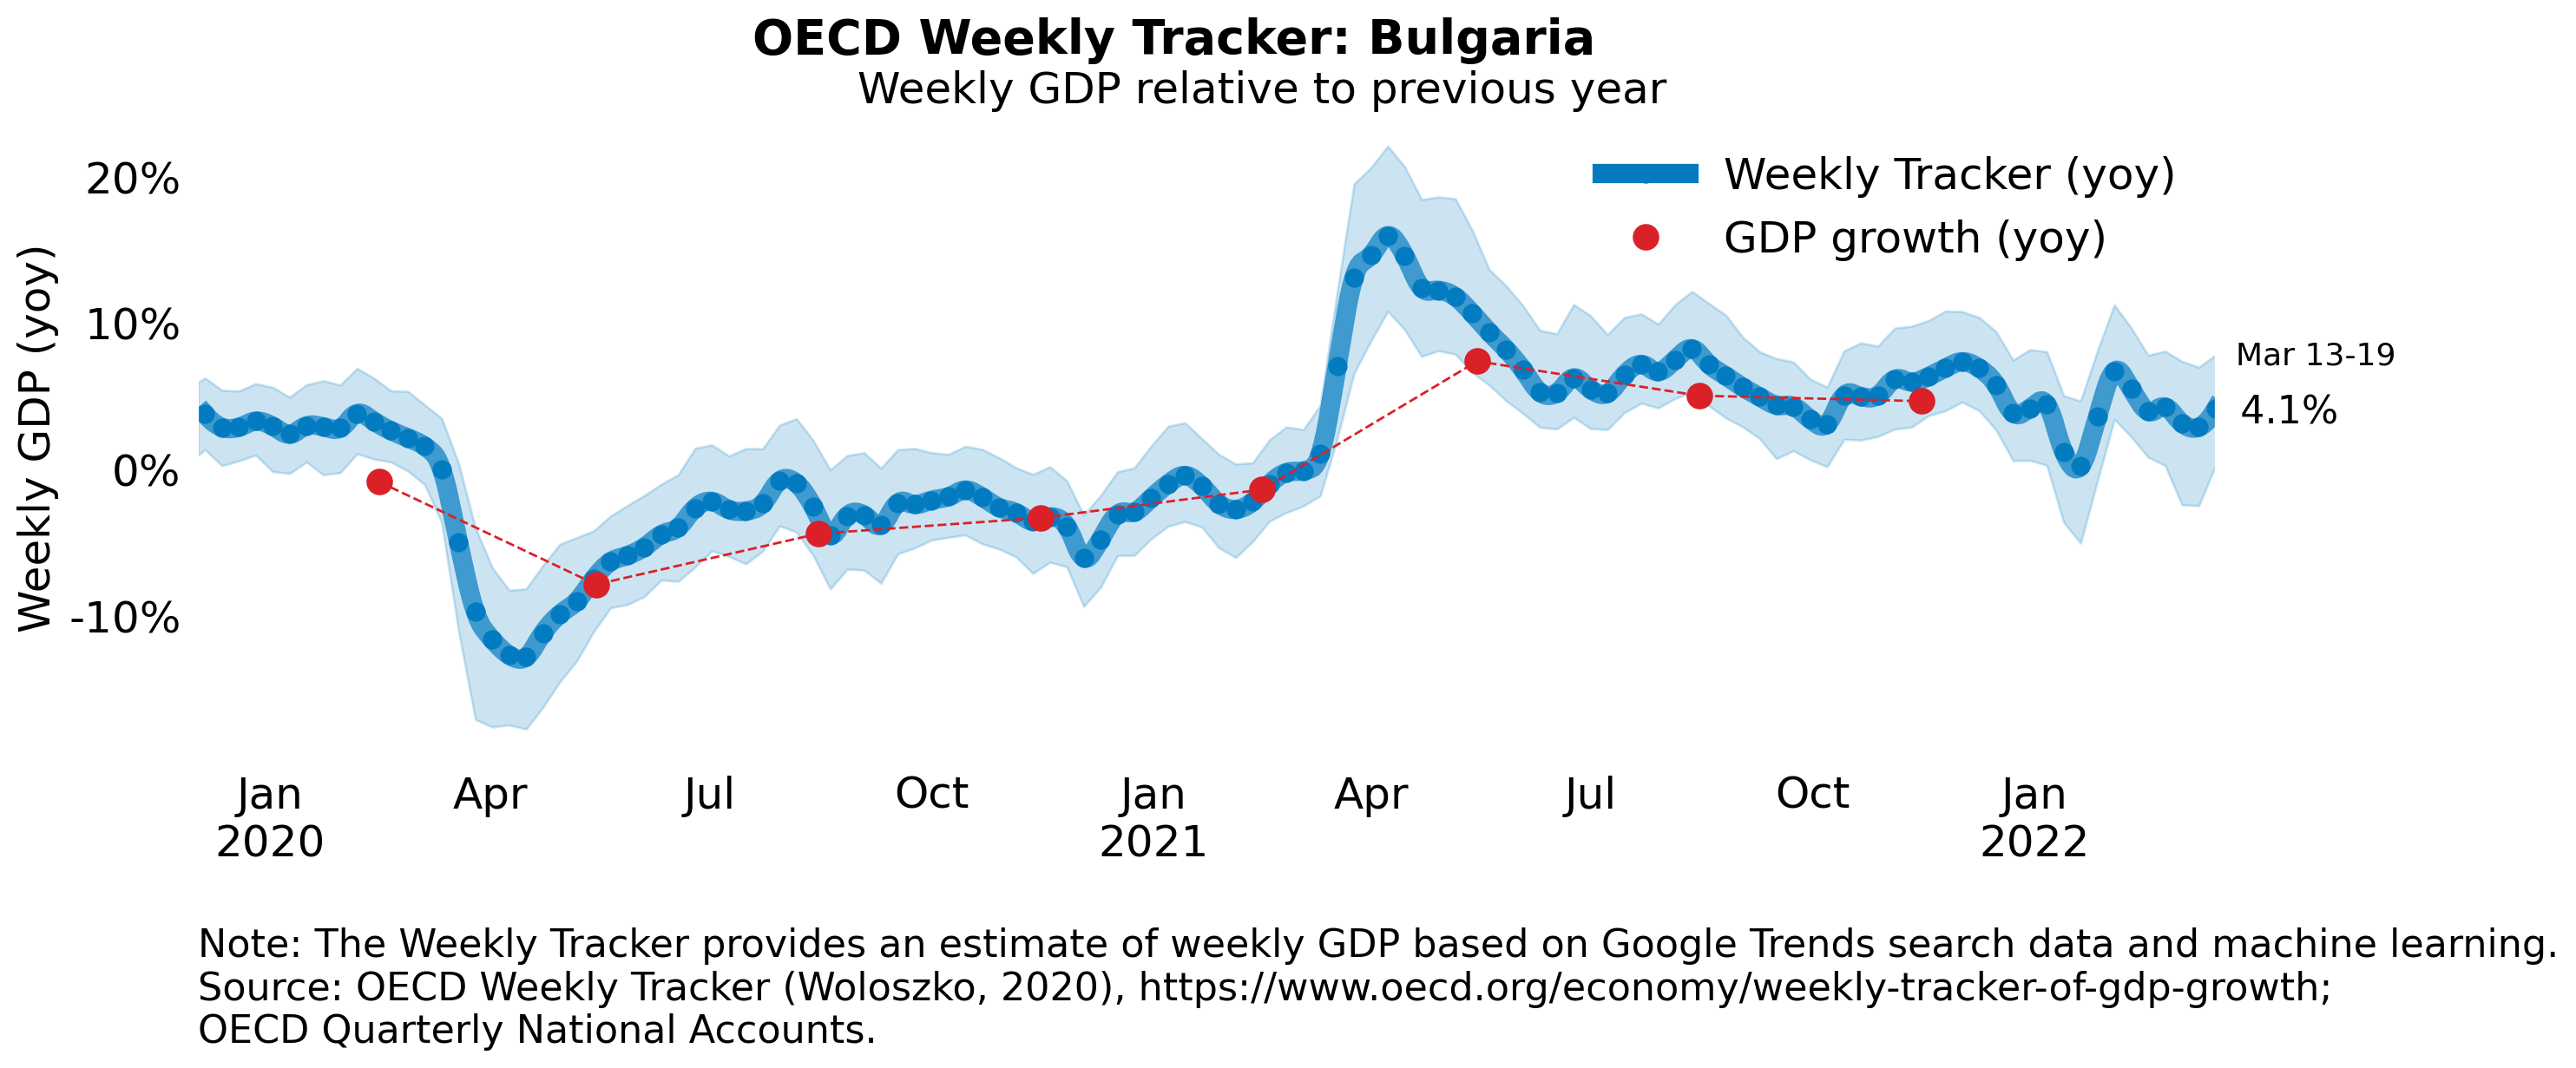 OECD Weekly Tracker: Bulgaria
Weekly GDP relative to previous year
Weekly Tracker (yoy)
GDP growth (yoy)
Weekly GDP (yoy)
20%
10%
0%
-10%
Mar 13-19
4.1%
Jan Apr Jul Oct Jan Apr Jul Oct Jan
2020 2021 2022
Note: The Weekly Tracker provides an estimate of weekly GDP based on Google Trends search data and machine learning.
Source: OECD Weekly Tracker (Woloszko, 2020), https://www.oecd.org/economy/weekly-tracker-of-gdp-growth;
OECD Quarterly National Accounts.